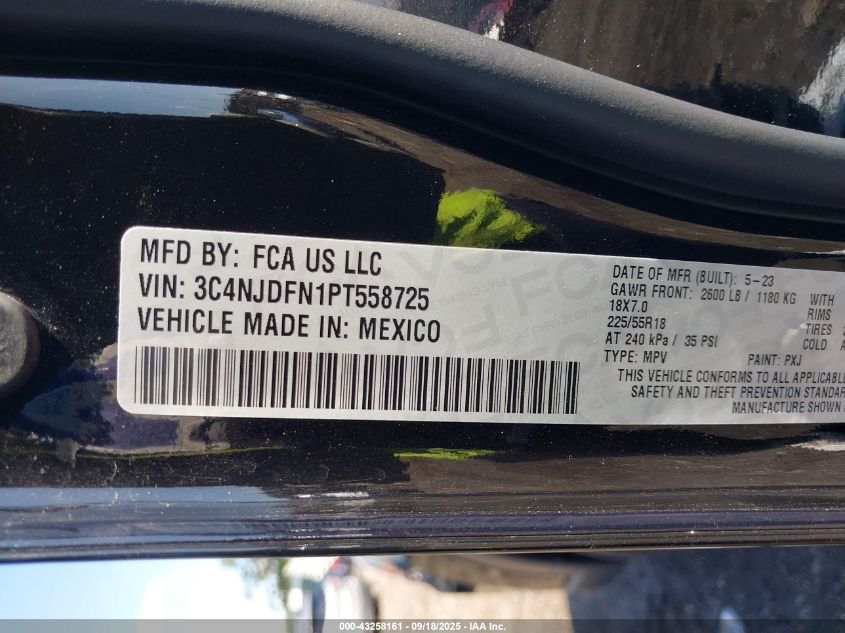 MFD BY: FCA US LLC
VIN: 3C4NJDFN1PT558725
VEHICLE MADE IN: MEXICO
DATE OF MFR (BUILT): 5-23
GAWR FRONT: 2600 LB / 1180 KG WITH
18X7.0 RIMS
225/55R18 TIRES
AT 240 kPa / 35 PSI COLD
TYPE: MPV PAINT: PXJ
THIS VEHICLE CONFORMS TO ALL APPLICABLE
SAFETY AND THEFT PREVENTION STANDAR
MANUFACTURE SHOWN
000-43258161 - 09/18/2025 - IAA Inc.